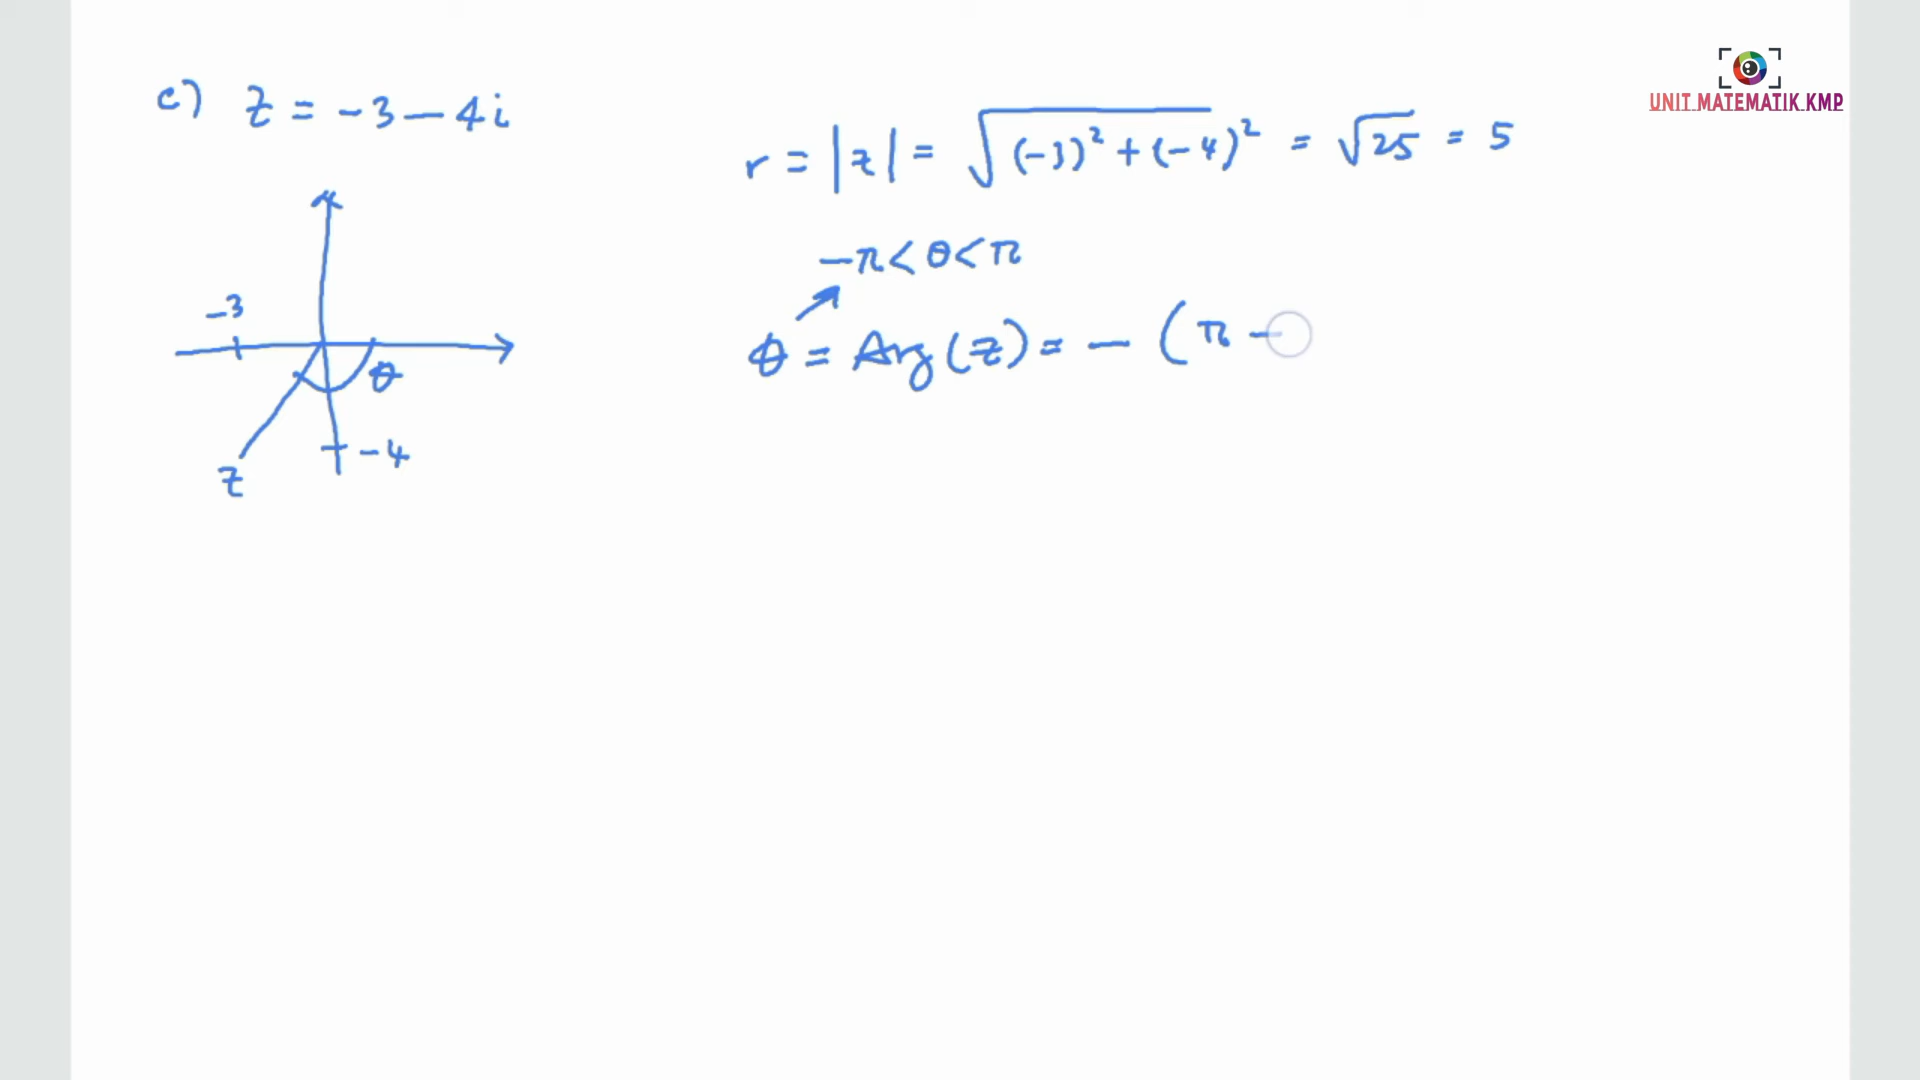 c) z = -3 - 4i
r = |z| = √(-3)² + (-4)² = √25 = 5
-π < θ < π
θ = Arg(z) = - (π -
-3
θ
-4
z
UNIT MATEMATIK KMP